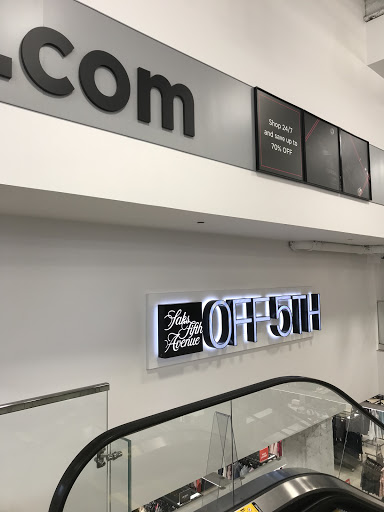 .com
Shop 24/7
and save up to
70% OFF
Saks
Fifth
Avenue
OFF 5TH